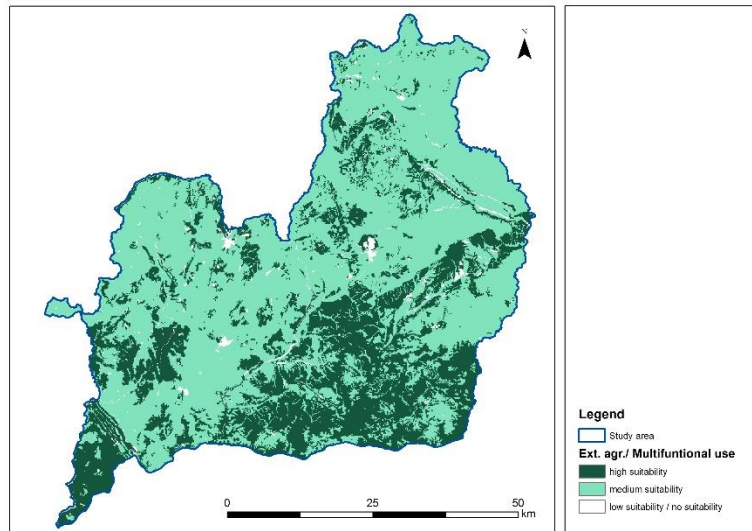 N
Legend
Study area
Ext. agr./ Multifuntional use
high suitability
medium suitability
low suitability / no suitability
0 25 50
km